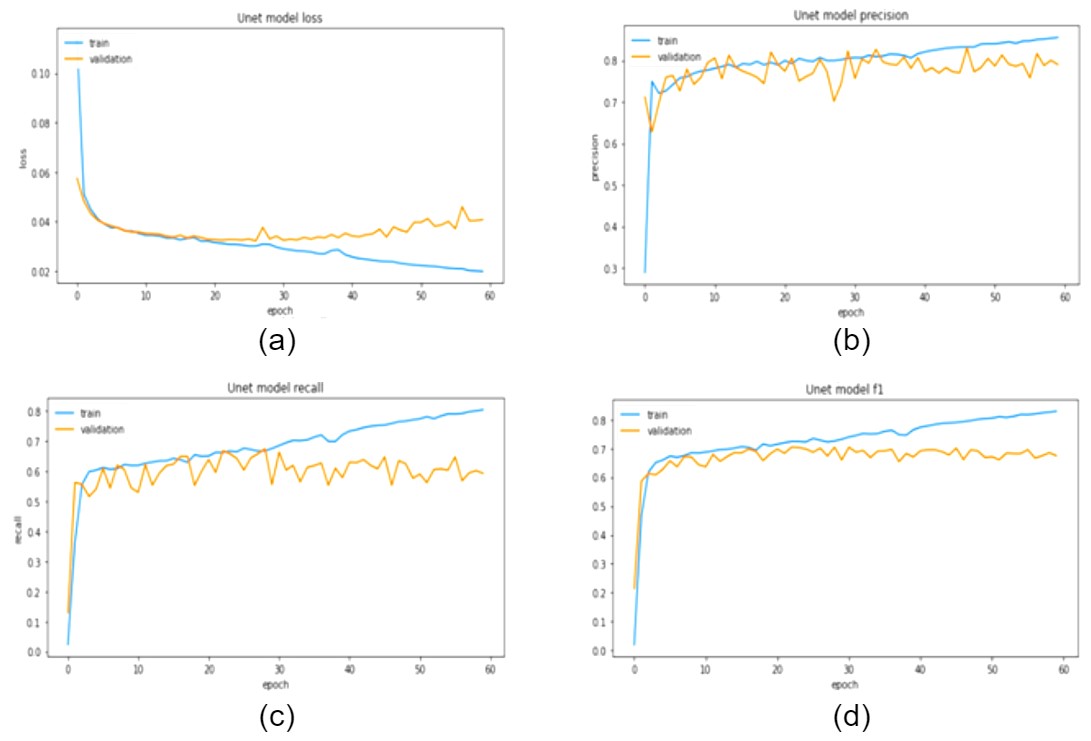 Unet model loss
train
validation
0.10
0.08
0.06
0.04
0.02
loss
0 10 20 30 40 50 60
epoch
(a)
Unet model precision
train
validation
0.8
0.7
0.6
0.5
0.4
0.3
precision
0 10 20 30 40 50 60
epoch
(b)
Unet model recall
train
validation
0.8
0.7
0.6
0.5
0.4
0.3
0.2
0.1
0.0
recall
0 10 20 30 40 50 60
epoch
(c)
Unet model f1
train
validation
0.8
0.7
0.6
0.5
0.4
0.3
0.2
0.1
0.0
0 10 20 30 40 50 60
epoch
(d)